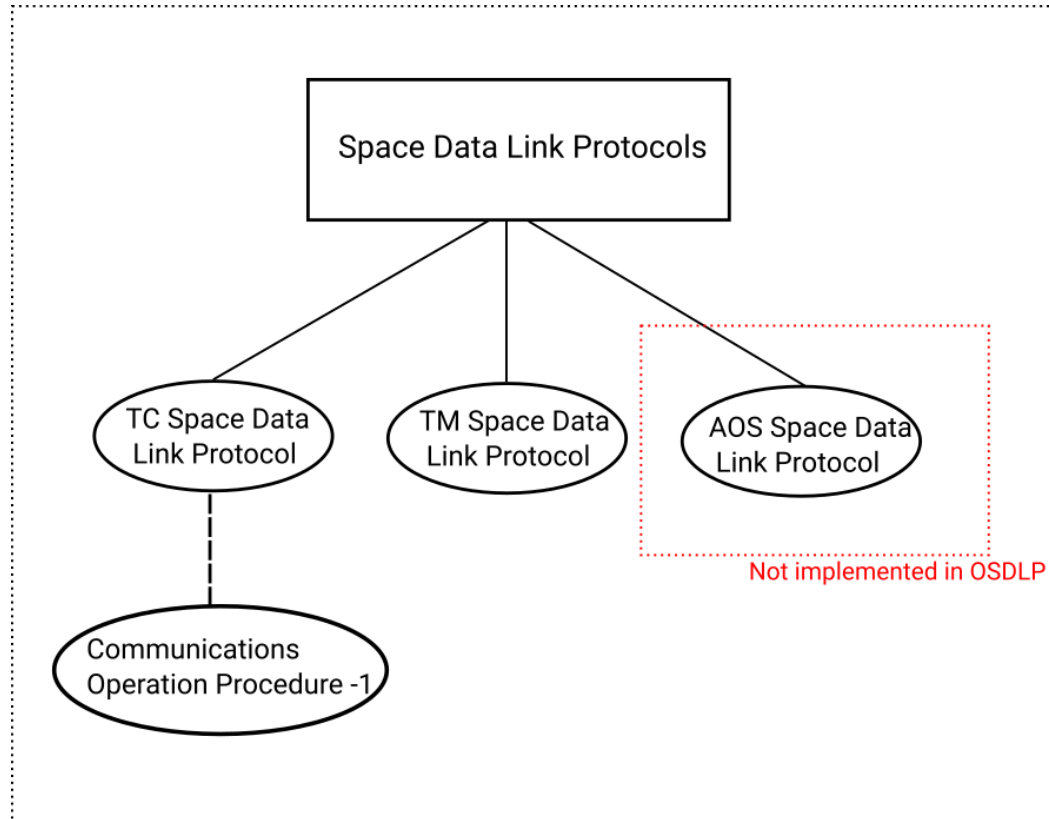 Space Data Link Protocols
TC Space Data
Link Protocol
TM Space Data
Link Protocol
AOS Space Data
Link Protocol
Not implemented in OSDLP
Communications
Operation Procedure -1